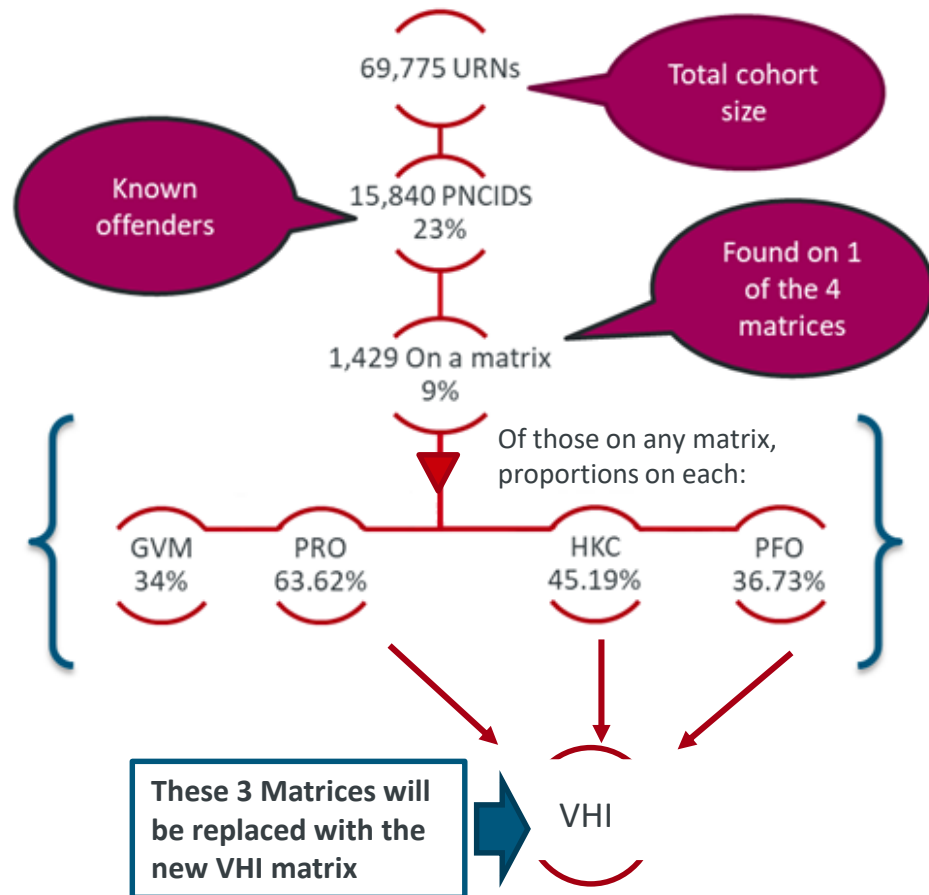 69,775 URNs
Total cohort
size
Known
offenders
15,840 PNCIDS
23%
Found on 1
of the 4
matrices
1,429 On a matrix
9%
Of those on any matrix,
proportions on each:
GVM
34%
PRO
63.62%
HKC
45.19%
PFO
36.73%
These 3 Matrices will
be replaced with the
new VHI matrix
VHI